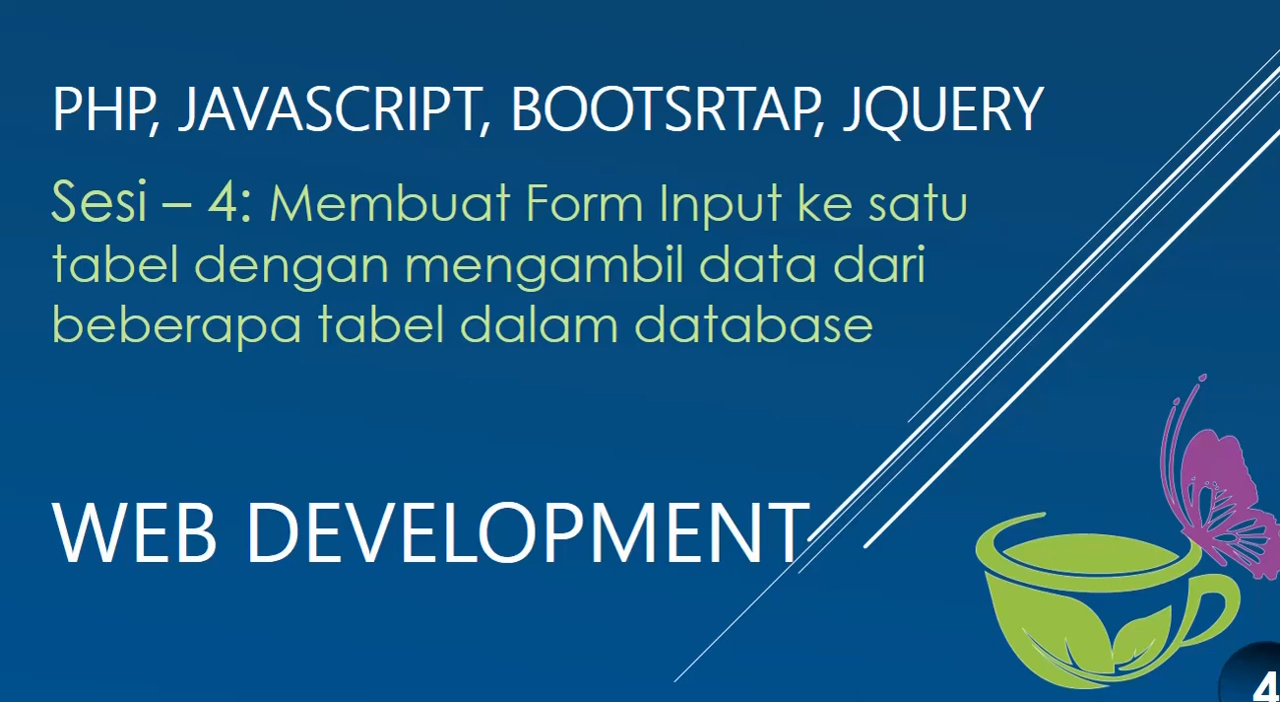 PHP, JAVASCRIPT, BOOTSRTAP, JQUERY
Sesi – 4: Membuat Form Input ke satu
tabel dengan mengambil data dari
beberapa tabel dalam database
WEB DEVELOPMENT
4